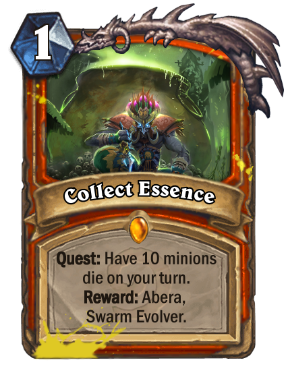 1
Collect Essence
Quest: Have 10 minions
die on your turn.
Reward: Abera,
Swarm Evolver.